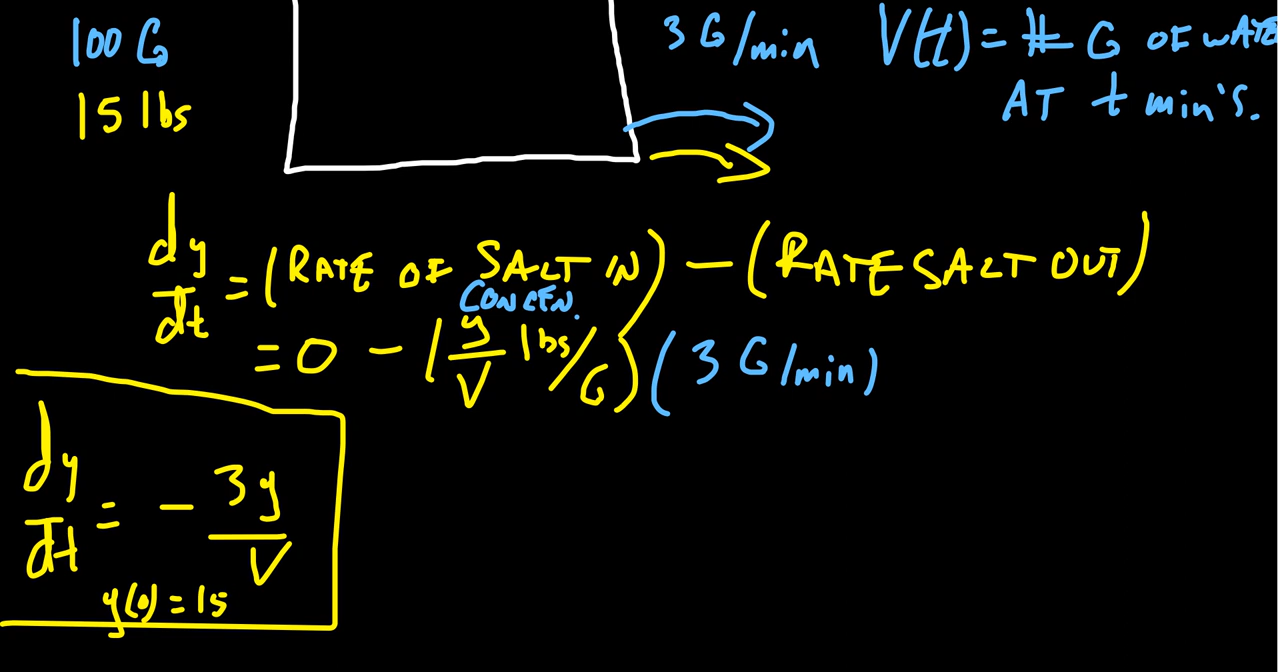 100 G 3 G/min V(t) = # G OF WATE
15 lbs AT t min's.
dy/dt = (RATE OF SALT IN) - (RATE SALT OUT)
CONCEN.
= 0 - (y/V lbs/G) (3 G/min)
dy/dt = - 3y/V
y(0) = 15